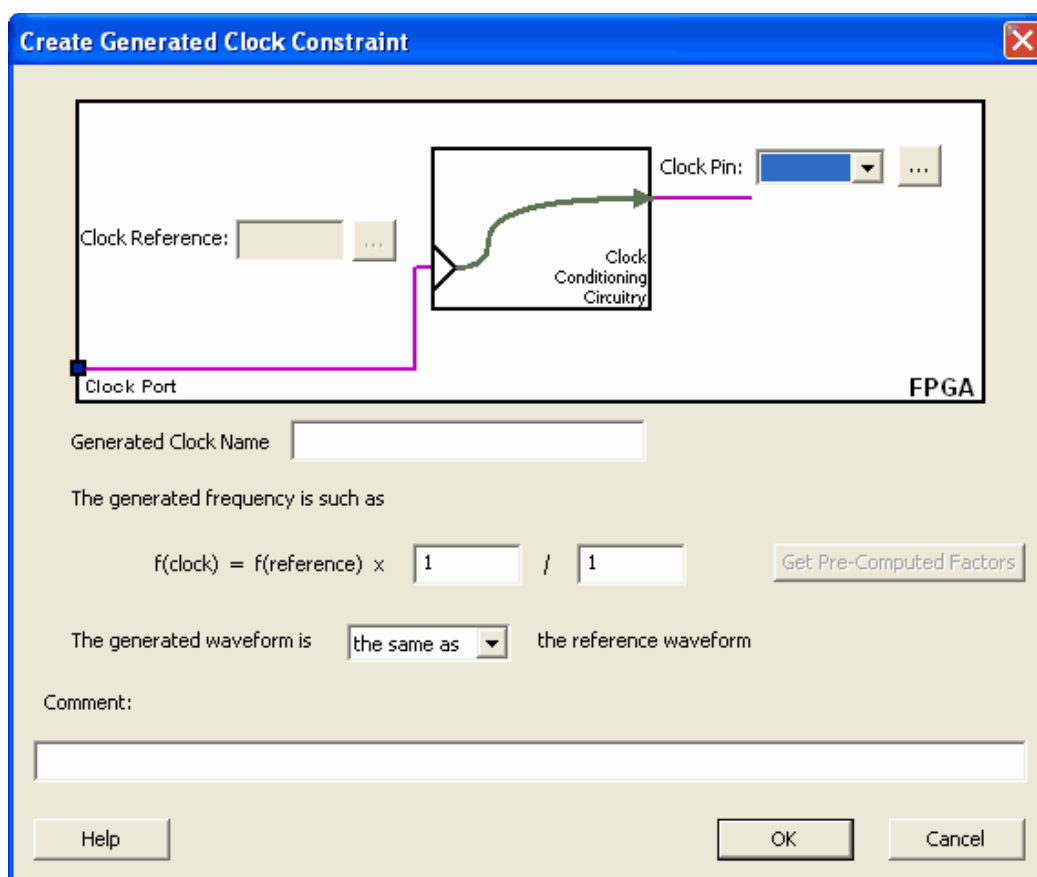 Create Generated Clock Constraint
Clock Pin:
...
Clock Reference:
...
Clock
Conditioning
Circuitry
Clock Port
FPGA
Generated Clock Name
The generated frequency is such as
f(clock) = f(reference) x 1 / 1
Get Pre-Computed Factors
The generated waveform is the same as the reference waveform
Comment:
Help
OK
Cancel